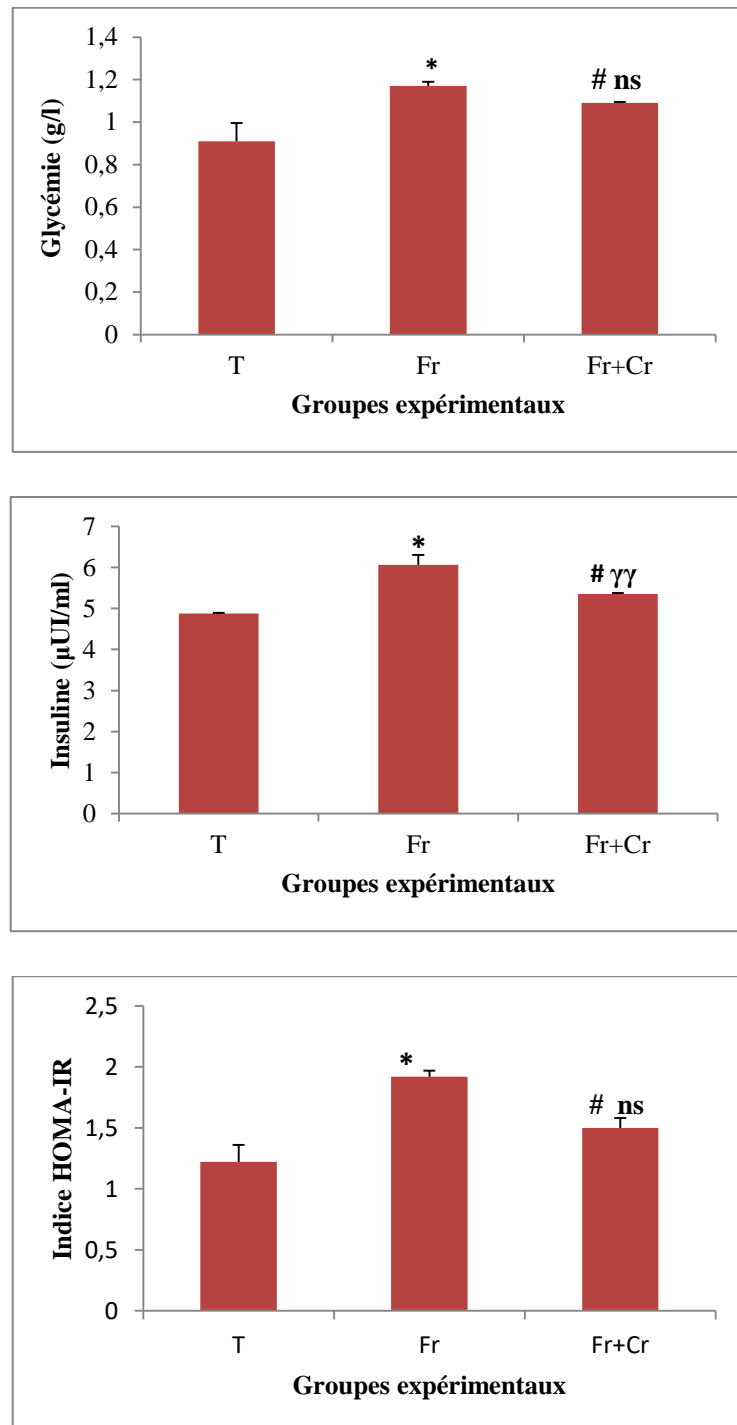 Glycémie (g/l)
1,4
1,2
1
0,8
0,6
0,4
0,2
0
*
# ns
T Fr Fr+Cr
Groupes expérimentaux
Insuline (µUI/ml)
7
6
5
4
3
2
1
0
*
# γγ
T Fr Fr+Cr
Groupes expérimentaux
Indice HOMA-IR
2,5
2
1,5
1
0,5
0
*
# ns
T Fr Fr+Cr
Groupes expérimentaux